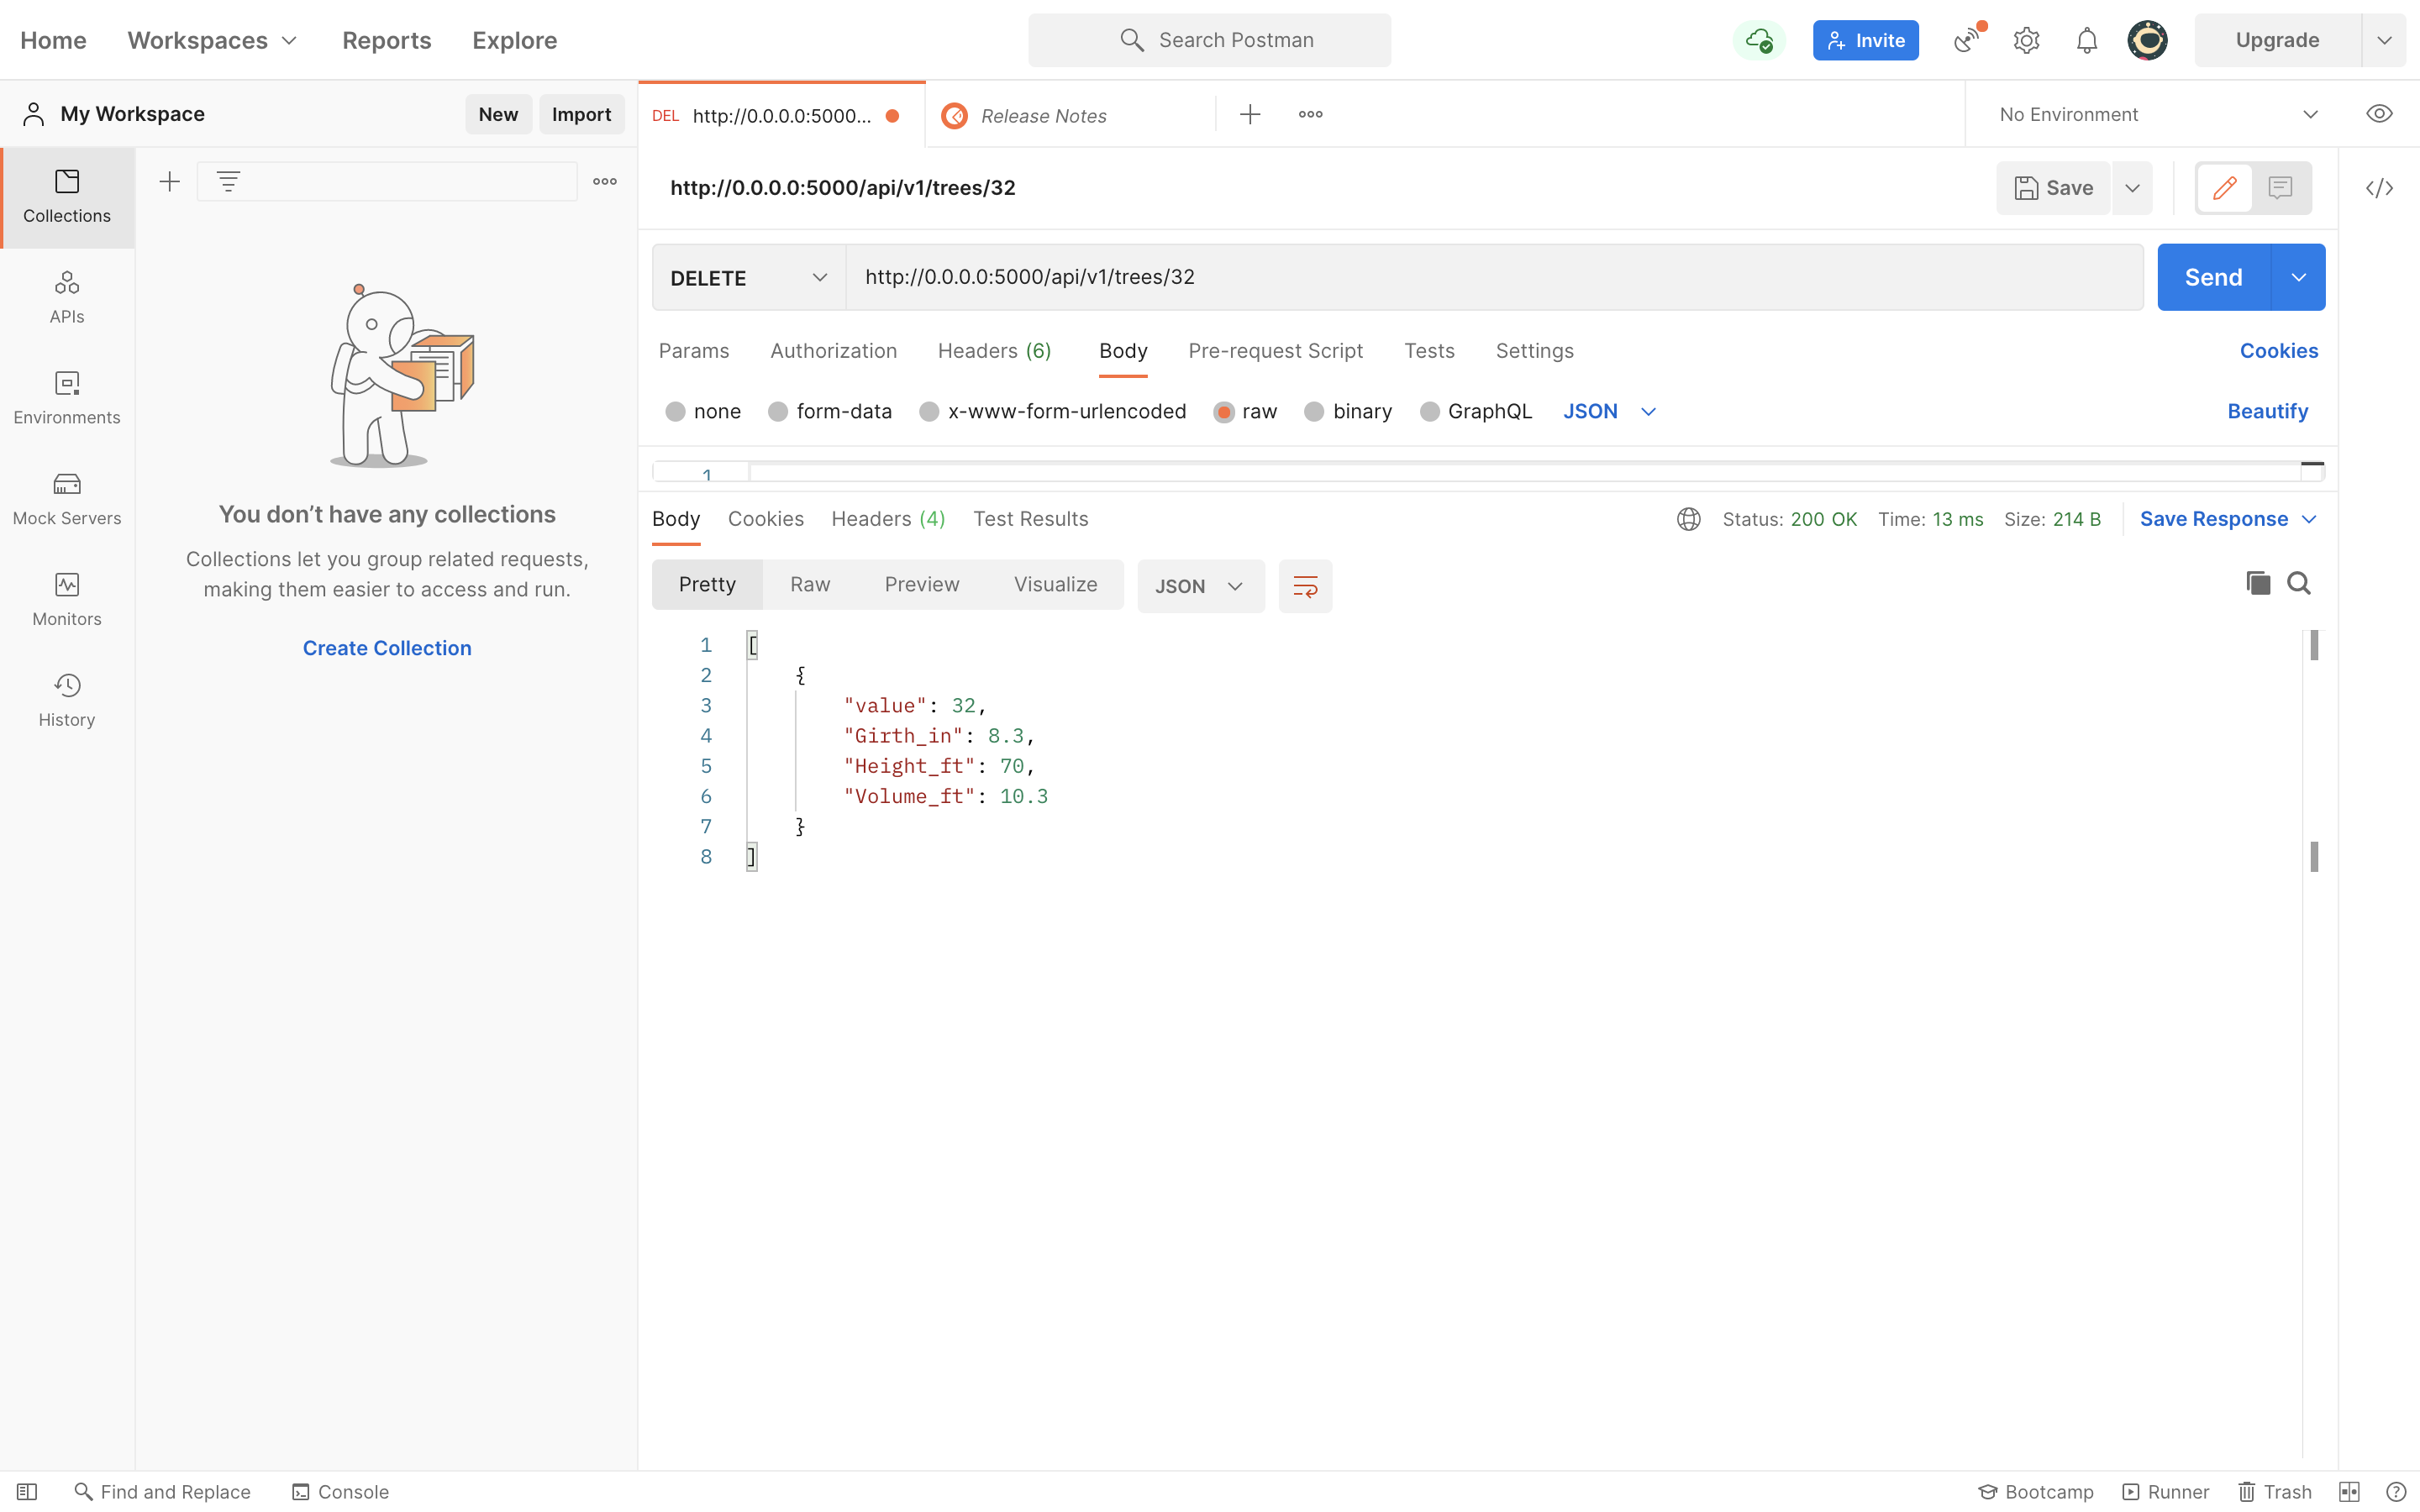 Home Workspaces Reports Explore Search Postman Invite Upgrade
My Workspace New Import DEL http://0.0.0.0:5000... Release Notes No Environment
Collections
APIs
Environments
Mock Servers
Monitors
History
You don’t have any collections
Collections let you group related requests,
making them easier to access and run.
Create Collection
http://0.0.0.0:5000/api/v1/trees/32 Save
DELETE http://0.0.0.0:5000/api/v1/trees/32 Send
Params Authorization Headers (6) Body Pre-request Script Tests Settings Cookies
none form-data x-www-form-urlencoded raw binary GraphQL JSON Beautify
1
Body Cookies Headers (4) Test Results Status: 200 OK Time: 13 ms Size: 214 B Save Response
Pretty Raw Preview Visualize JSON
1 [
2 {
3 "value": 32,
4 "Girth_in": 8.3,
5 "Height_ft": 70,
6 "Volume_ft": 10.3
7 }
8 ]
Find and Replace Console Bootcamp Runner Trash